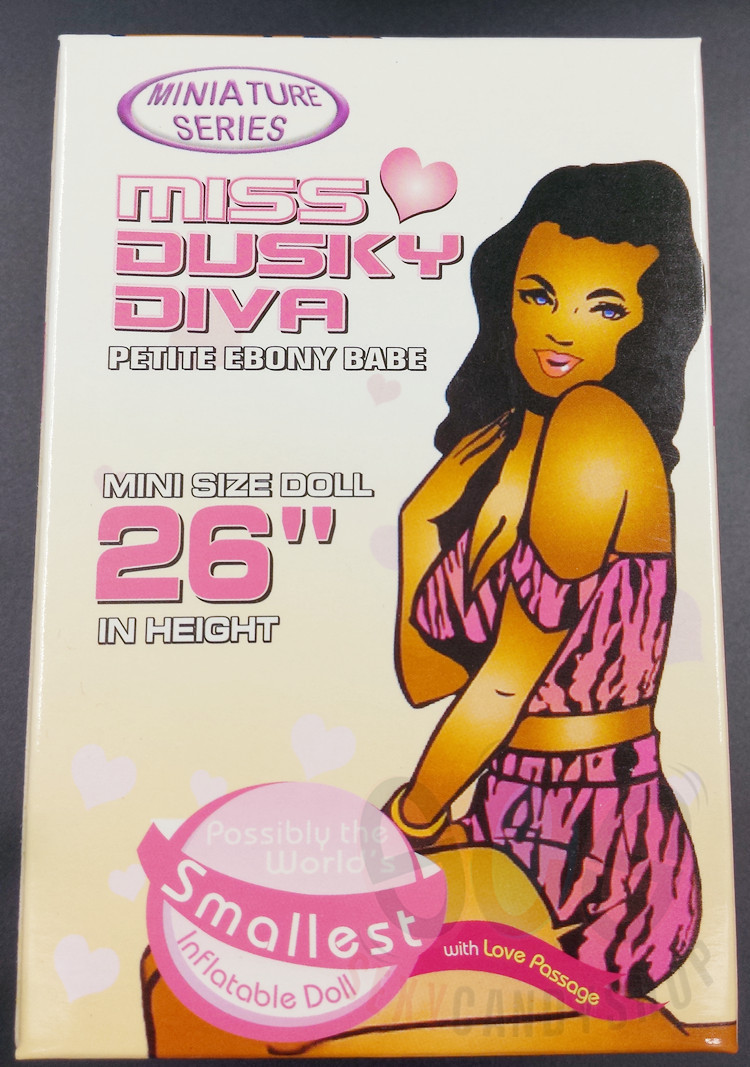 MINIATURE
SERIES
MISS
DUSKY
DIVA
PETITE EBONY BABE
MINI SIZE DOLL
26"
IN HEIGHT
Possibly the
World's
Smallest
Inflatable Doll
with Love Passage
SEXYCANDYSHOP